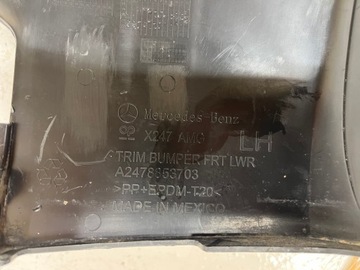 Mercedes Benz
X247 AMG
LH
TRIM BUMPER FRT LWR
A2478853703
>PP+EPDM-T20<
MADE IN MEXICO